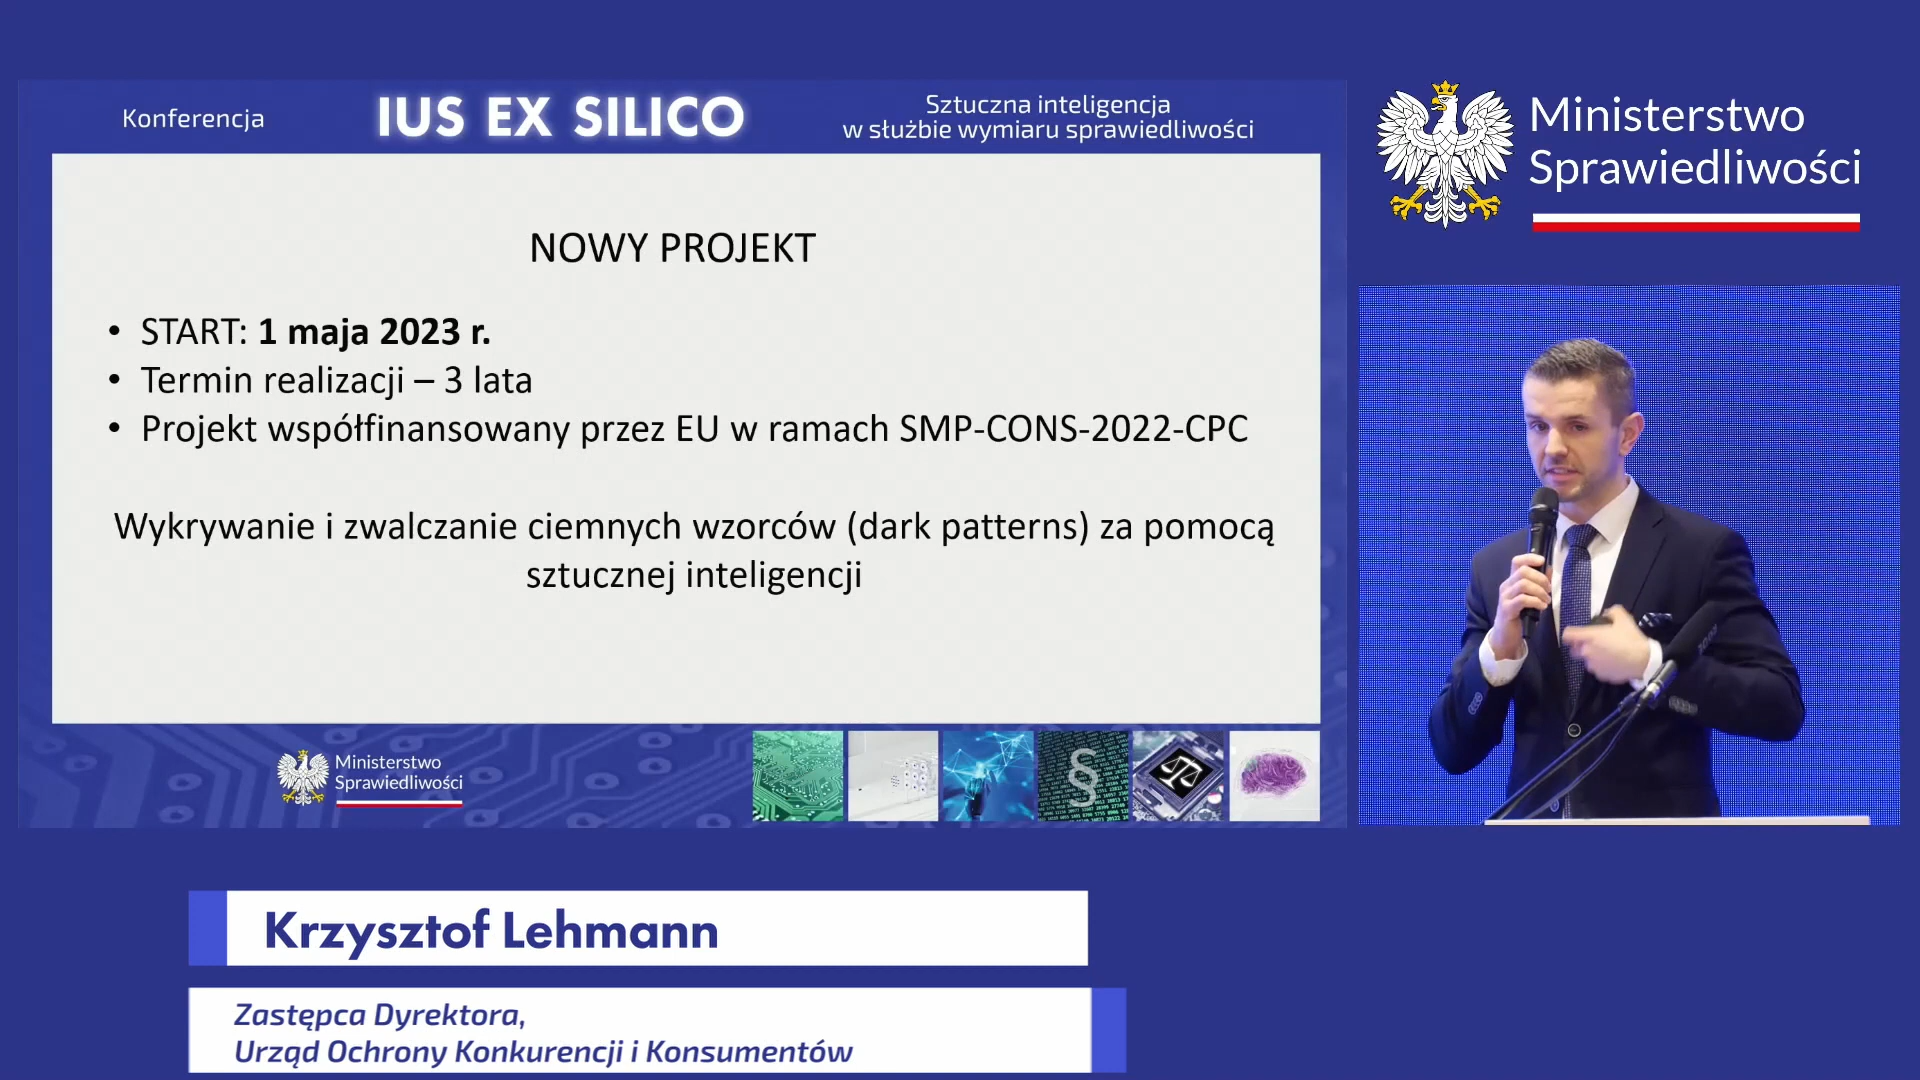 Konferencja
IUS EX SILICO
Sztuczna inteligencja
w służbie wymiaru sprawiedliwości
Ministerstwo
Sprawiedliwości
NOWY PROJEKT
• START: 1 maja 2023 r.
• Termin realizacji – 3 lata
• Projekt współfinansowany przez EU w ramach SMP-CONS-2022-CPC
Wykrywanie i zwalczanie ciemnych wzorców (dark patterns) za pomocą
sztucznej inteligencji
Ministerstwo
Sprawiedliwości
§
Krzysztof Lehmann
Zastępca Dyrektora,
Urząd Ochrony Konkurencji i Konsumentów